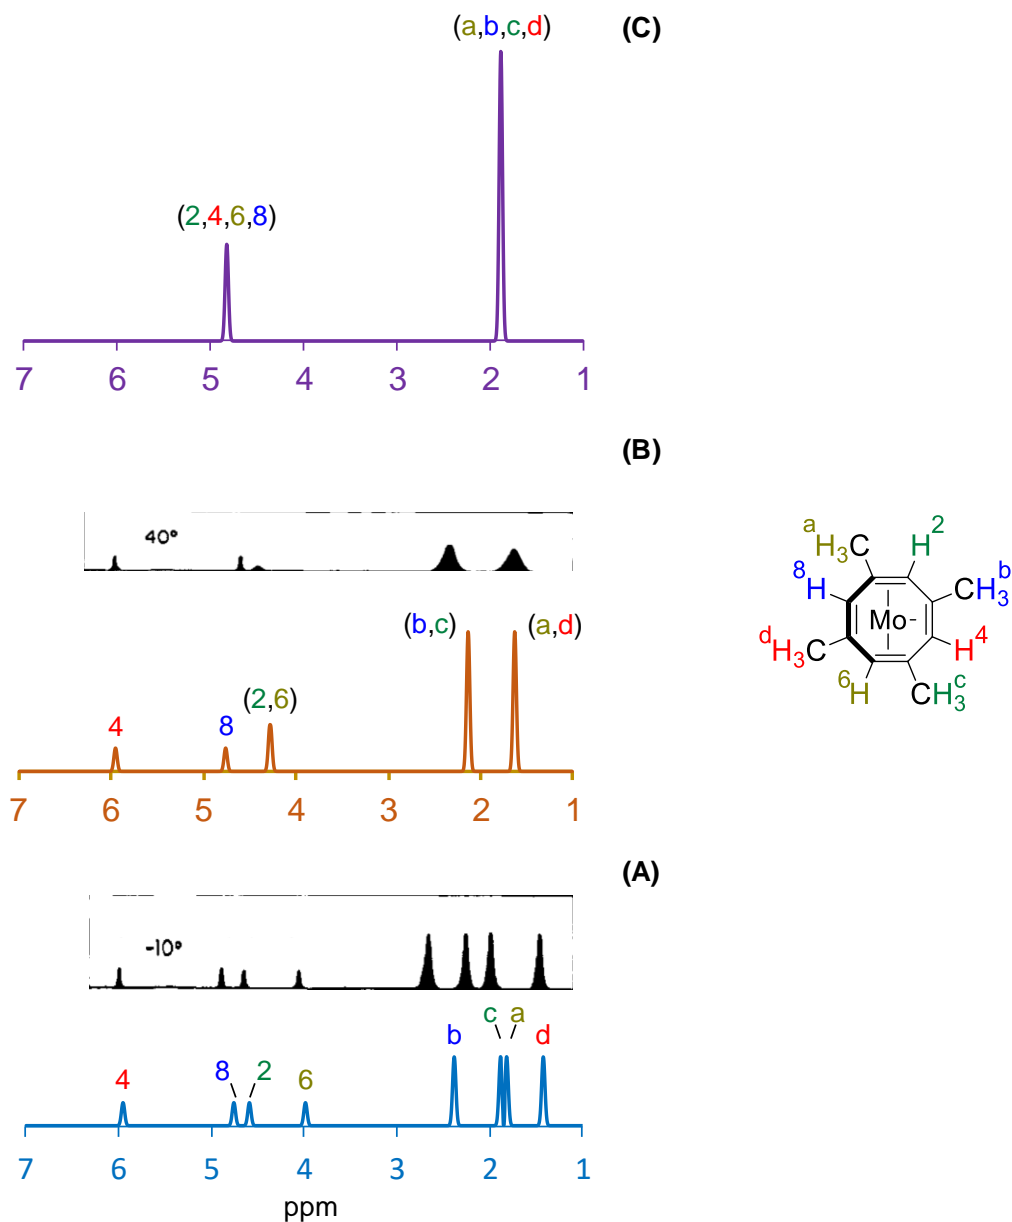 (a,b,c,d)
(C)
(2,4,6,8)
7 6 5 4 3 2 1
(B)
40°
(b,c) (a,d)
(2,6)
4 8
7 6 5 4 3 2 1
a H3C H 2
8 H CH3 b
Mo-
d H3C H 4
6 H CH3 c
(A)
-10°
c a
b d
4 8 2 6
7 6 5 4 3 2 1
ppm